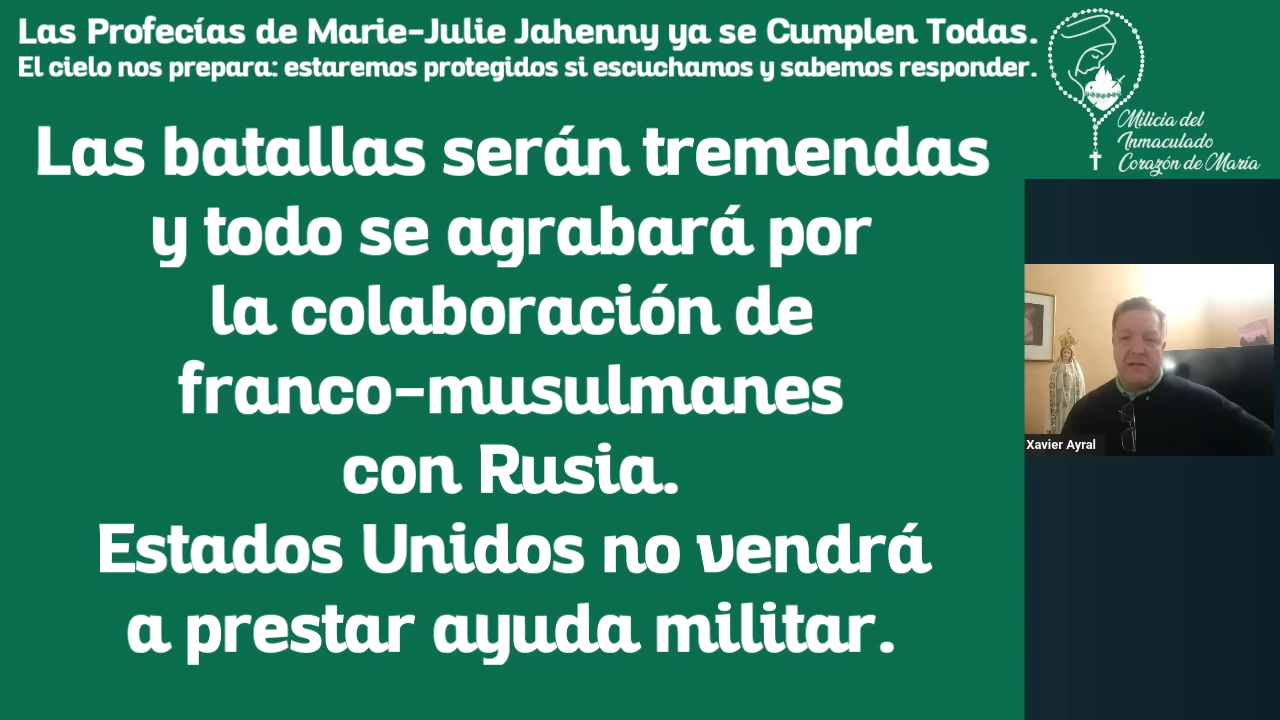 Las Profecías de Marie-Julie Jahenny ya se Cumplen Todas.
El cielo nos prepara: estaremos protegidos si escuchamos y sabemos responder.
Milicia del
Inmaculado
Corazón de María
Las batallas serán tremendas
y todo se agrabará por
la colaboración de
franco-musulmanes
con Rusia.
Estados Unidos no vendrá
a prestar ayuda militar.
Xavier Ayral